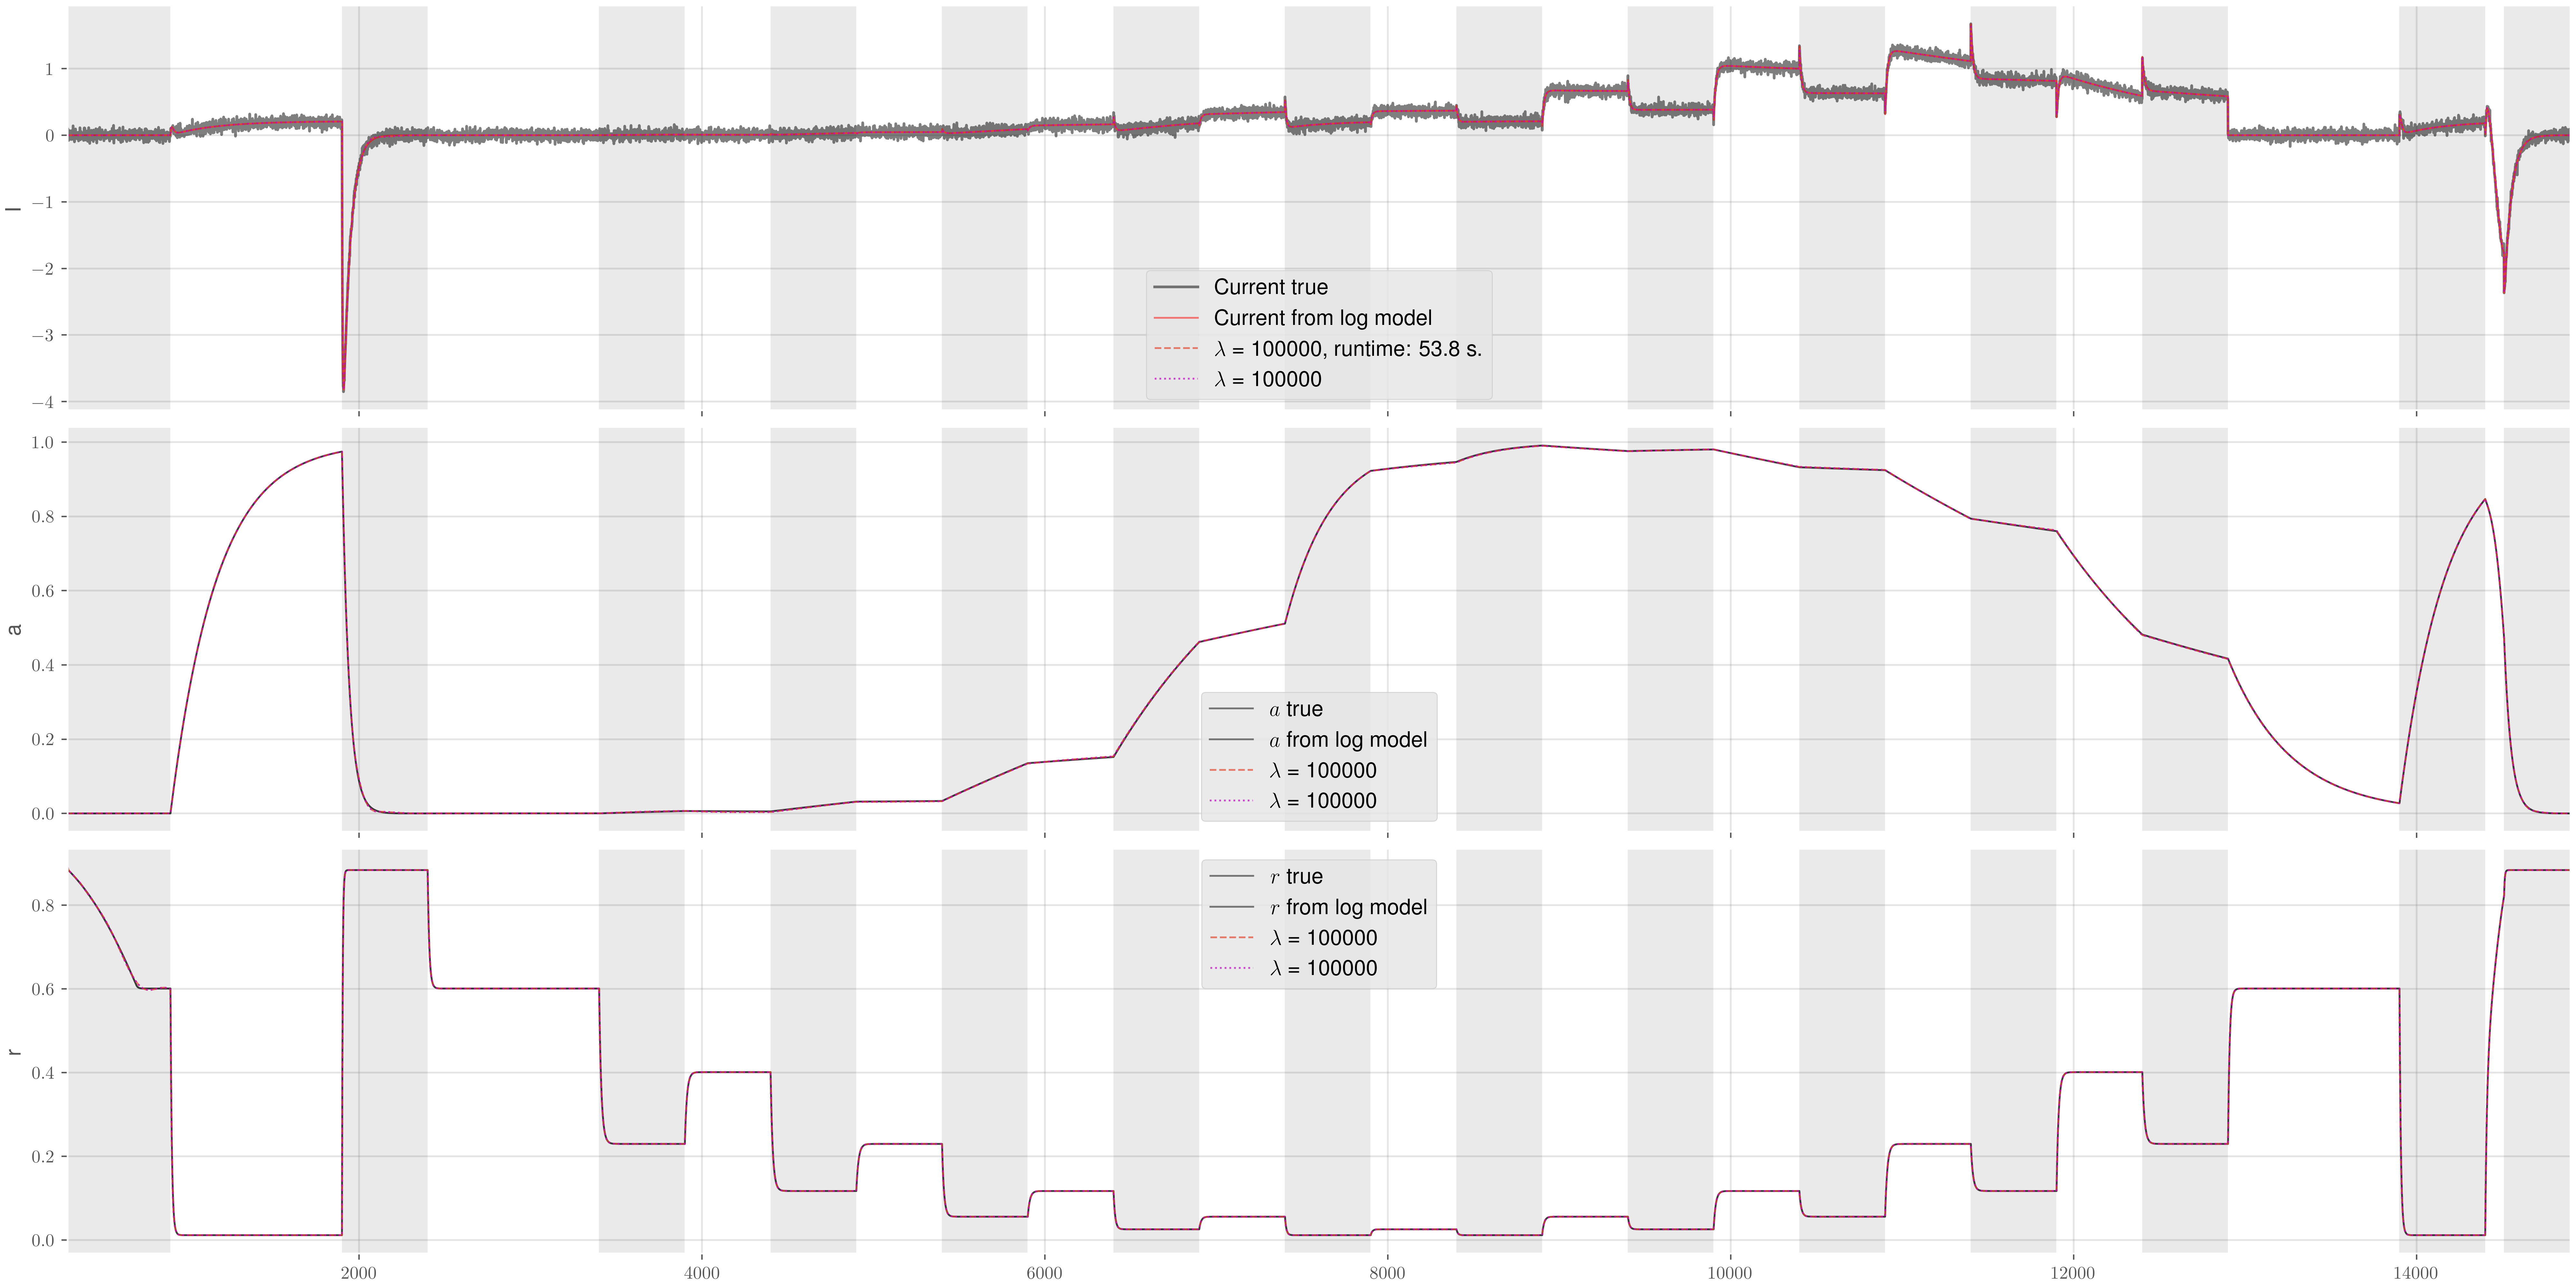 1
0
−1
−2
−3
−4
I
Current true
Current from log model
λ = 100000, runtime: 53.8 s.
λ = 100000
1.0
0.8
0.6
0.4
0.2
0.0
a
a true
a from log model
λ = 100000
λ = 100000
0.8
0.6
0.4
0.2
0.0
r
r true
r from log model
λ = 100000
λ = 100000
2000 4000 6000 8000 10000 12000 14000